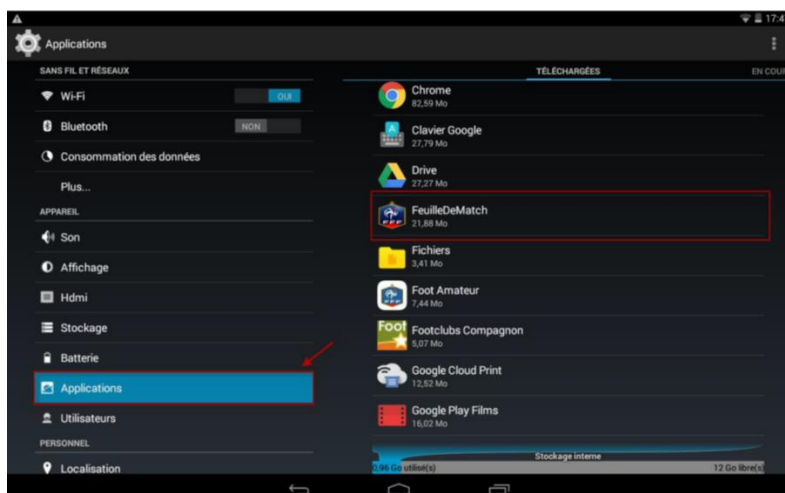 17:4
Applications
SANS FIL ET RÉSEAUX
Wi-Fi
OUI
Bluetooth
NON
Consommation des données
Plus...
APPAREIL
Son
Affichage
Hdmi
Stockage
Batterie
Applications
Utilisateurs
PERSONNEL
Localisation
TÉLÉCHARGÉES
EN COUR
Chrome
82,59 Mo
Clavier Google
27,79 Mo
Drive
27,27 Mo
FFF
FeuilleDeMatch
21,88 Mo
Fichiers
3,41 Mo
Foot Amateur
7,44 Mo
Foot
Footclubs Compagnon
5,07 Mo
Google Cloud Print
12,52 Mo
Google Play Films
16,02 Mo
Stockage interne
0,96 Go utilisé(s)
12 Go libre(s)